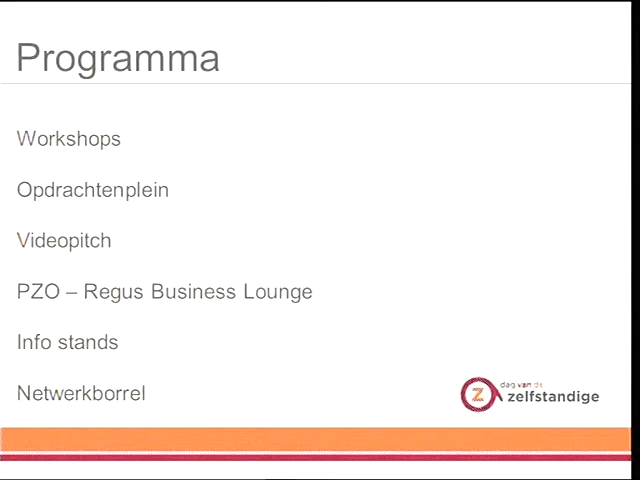 Programma
Workshops
Opdrachtenplein
Videopitch
PZO – Regus Business Lounge
Info stands
Netwerkborrel
Z
dag van de
zelfstandige